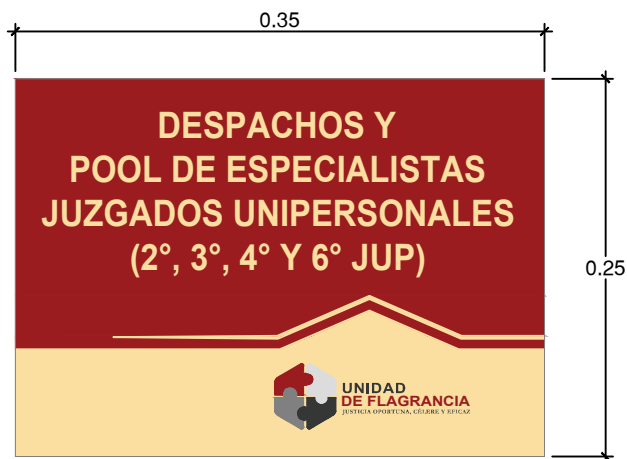 0.35
DESPACHOS Y
POOL DE ESPECIALISTAS
JUZGADOS UNIPERSONALES
(2°, 3°, 4° Y 6° JUP)
0.25
UNIDAD
DE FLAGRANCIA
JUSTICIA OPORTUNA, CÉLERE Y EFICAZ